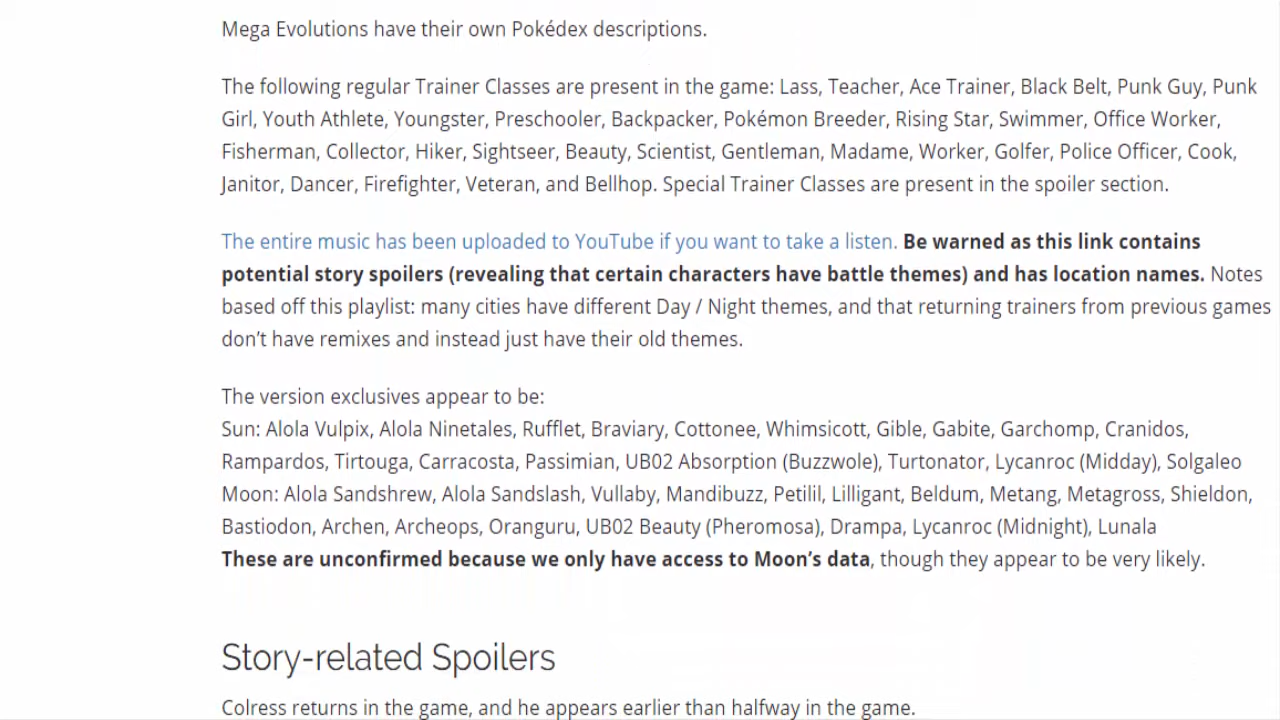 Mega Evolutions have their own Pokédex descriptions.
The following regular Trainer Classes are present in the game: Lass, Teacher, Ace Trainer, Black Belt, Punk Guy, Punk
Girl, Youth Athlete, Youngster, Preschooler, Backpacker, Pokémon Breeder, Rising Star, Swimmer, Office Worker,
Fisherman, Collector, Hiker, Sightseer, Beauty, Scientist, Gentleman, Madame, Worker, Golfer, Police Officer, Cook,
Janitor, Dancer, Firefighter, Veteran, and Bellhop. Special Trainer Classes are present in the spoiler section.
The entire music has been uploaded to YouTube if you want to take a listen. Be warned as this link contains
potential story spoilers (revealing that certain characters have battle themes) and has location names. Notes
based off this playlist: many cities have different Day / Night themes, and that returning trainers from previous games
don’t have remixes and instead just have their old themes.
The version exclusives appear to be:
Sun: Alola Vulpix, Alola Ninetales, Rufflet, Braviary, Cottonee, Whimsicott, Gible, Gabite, Garchomp, Cranidos,
Rampardos, Tirtouga, Carracosta, Passimian, UB02 Absorption (Buzzwole), Turtonator, Lycanroc (Midday), Solgaleo
Moon: Alola Sandshrew, Alola Sandslash, Vullaby, Mandibuzz, Petilil, Lilligant, Beldum, Metang, Metagross, Shieldon,
Bastiodon, Archen, Archeops, Oranguru, UB02 Beauty (Pheromosa), Drampa, Lycanroc (Midnight), Lunala
These are unconfirmed because we only have access to Moon’s data, though they appear to be very likely.
Story-related Spoilers
Colress returns in the game, and he appears earlier than halfway in the game.